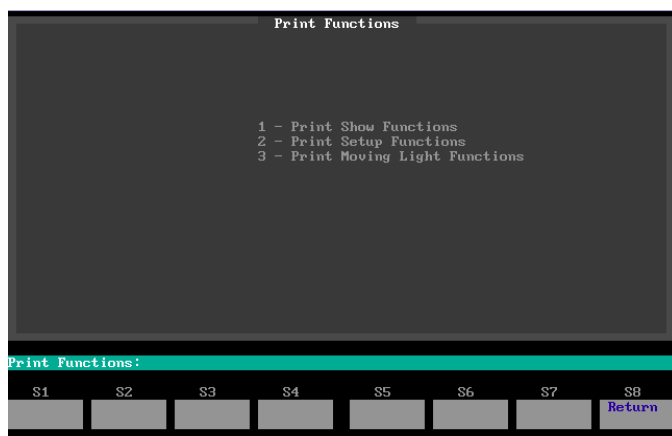 Print Functions
1 - Print Show Functions
2 - Print Setup Functions
3 - Print Moving Light Functions
Print Functions:
S1 S2 S3 S4 S5 S6 S7 S8
Return